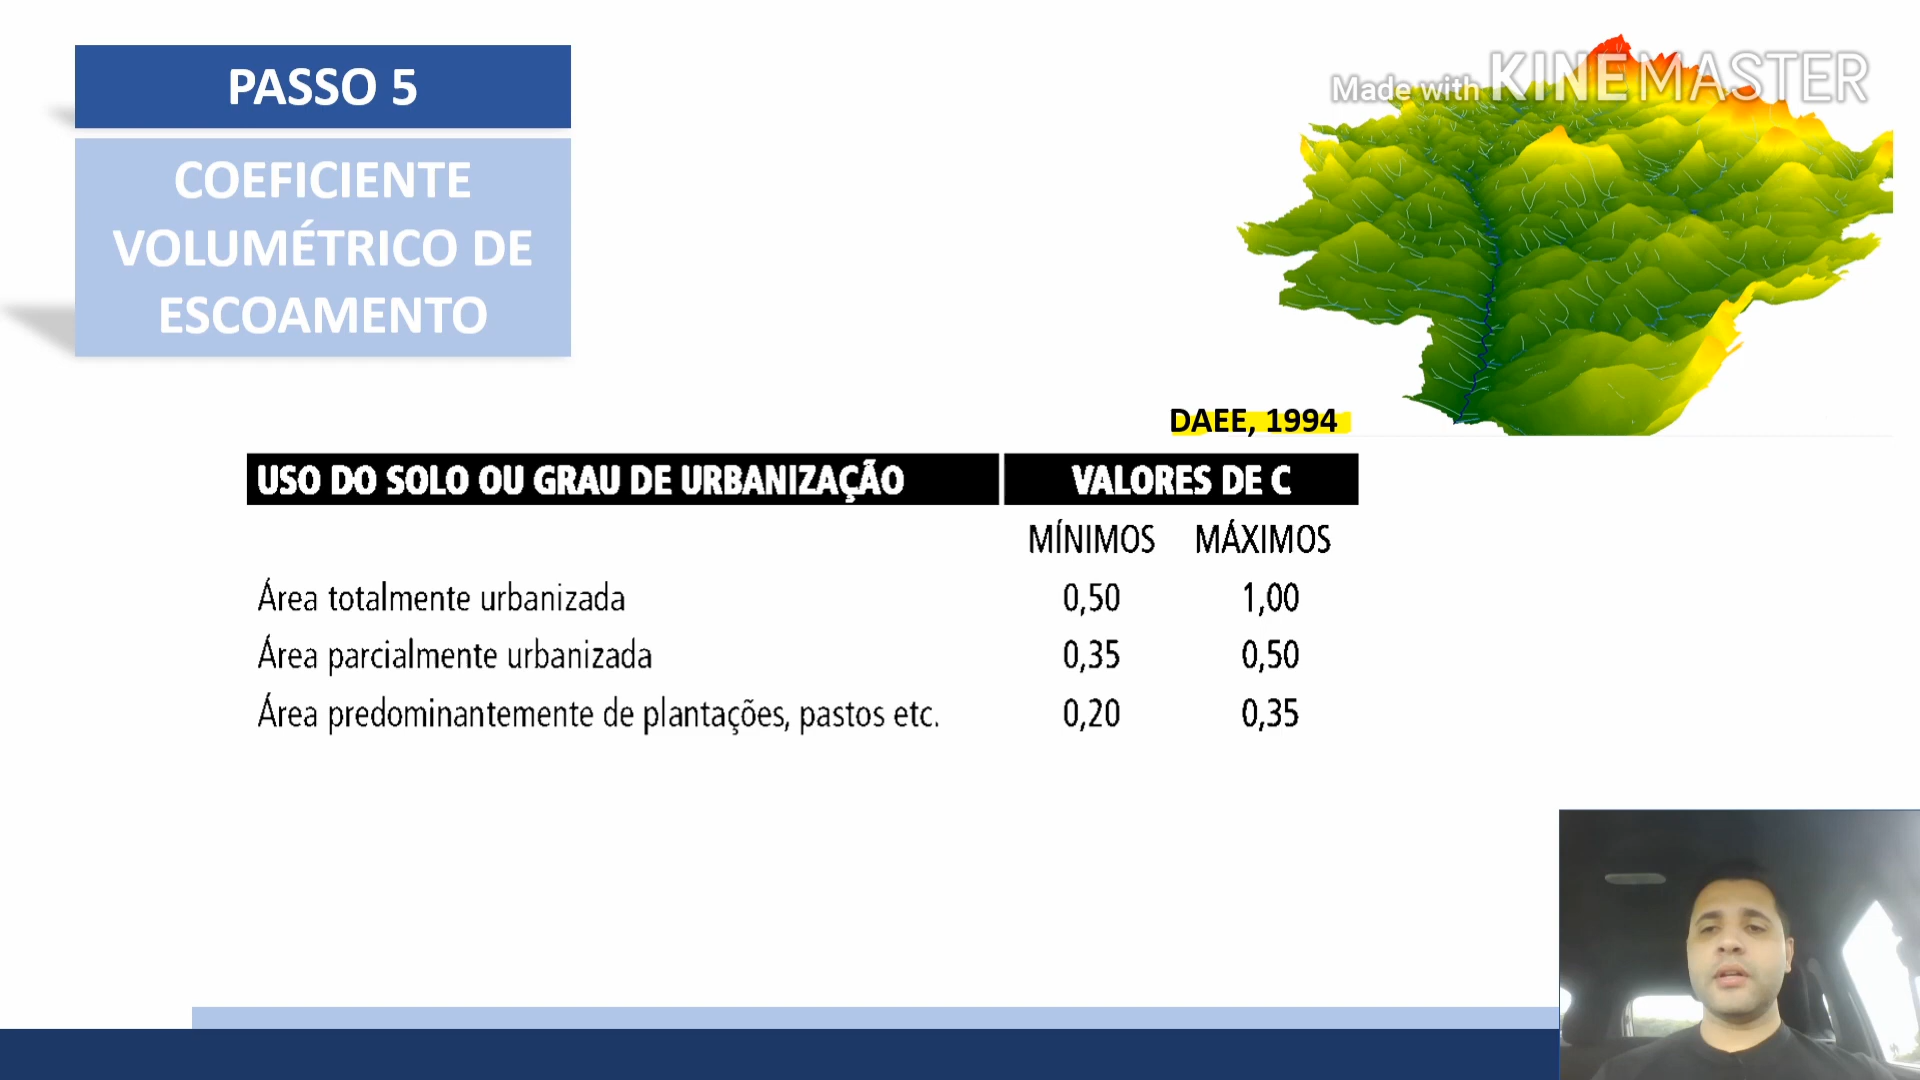 PASSO 5
COEFICIENTE
VOLUMÉTRICO DE
ESCOAMENTO
Made with KINEMASTER
DAEE, 1994
USO DO SOLO OU GRAU DE URBANIZAÇÃO VALORES DE C
MÍNIMOS MÁXIMOS
Área totalmente urbanizada 0,50 1,00
Área parcialmente urbanizada 0,35 0,50
Área predominantemente de plantações, pastos etc. 0,20 0,35